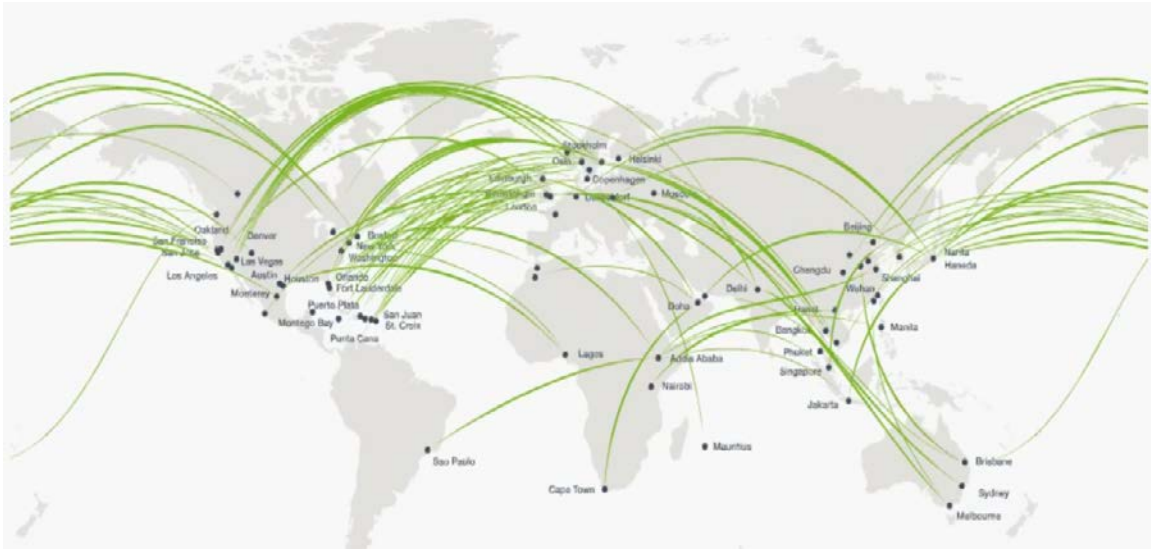 Stockholm
Oslo
Helsinki
Edinburgh
Copenhagen
Moscow
London
Oakland
Denver
Boston
New York
Washington
San Jose
Las Vegas
Los Angeles
Austin
Houston
Orlando
Fort Lauderdale
Monterey
Puerto Plata
San Juan
St. Croix
Montego Bay
Punta Cana
Beijing
Narita
Haneda
Chengdu
Shanghai
Wuhan
Delhi
Doha
Hanoi
Bangkok
Manila
Phuket
Singapore
Jakarta
Lagos
Addis Ababa
Nairobi
Mauritius
Sao Paulo
Cape Town
Brisbane
Sydney
Melbourne